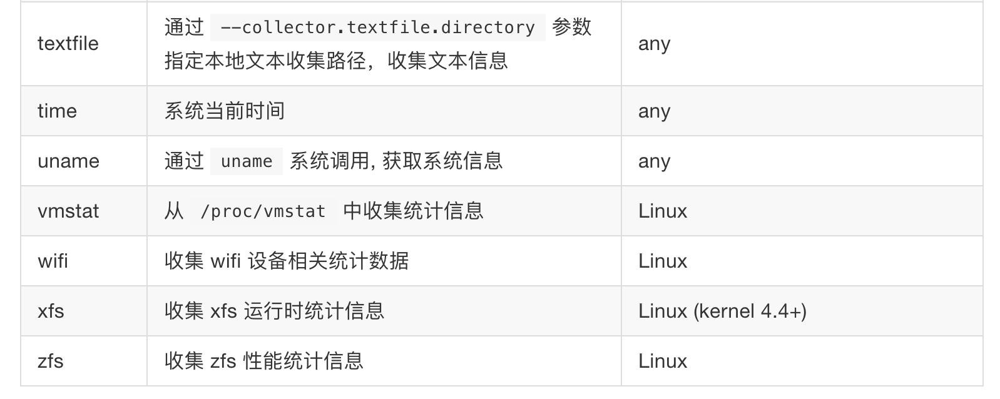 textfile
通过 --collector.textfile.directory 参数
指定本地文本收集路径，收集文本信息
any
time
系统当前时间
any
uname
通过 uname 系统调用, 获取系统信息
any
vmstat
从 /proc/vmstat 中收集统计信息
Linux
wifi
收集 wifi 设备相关统计数据
Linux
xfs
收集 xfs 运行时统计信息
Linux (kernel 4.4+)
zfs
收集 zfs 性能统计信息
Linux